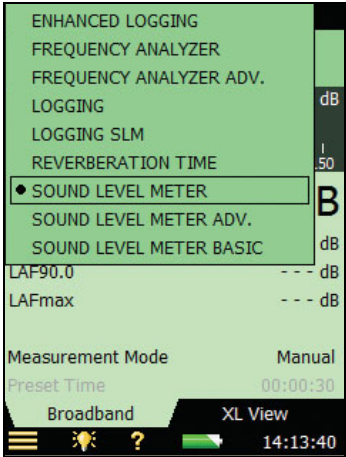 ENHANCED LOGGING
FREQUENCY ANALYZER
FREQUENCY ANALYZER ADV.
LOGGING
dB
LOGGING SLM
REVERBERATION TIME
.50
SOUND LEVEL METER
B
SOUND LEVEL METER ADV.
SOUND LEVEL METER BASIC
dB
LAF90.0 - - - dB
LAFmax - - - dB
Measurement Mode Manual
Preset Time 00:00:30
Broadband XL View
? 14:13:40